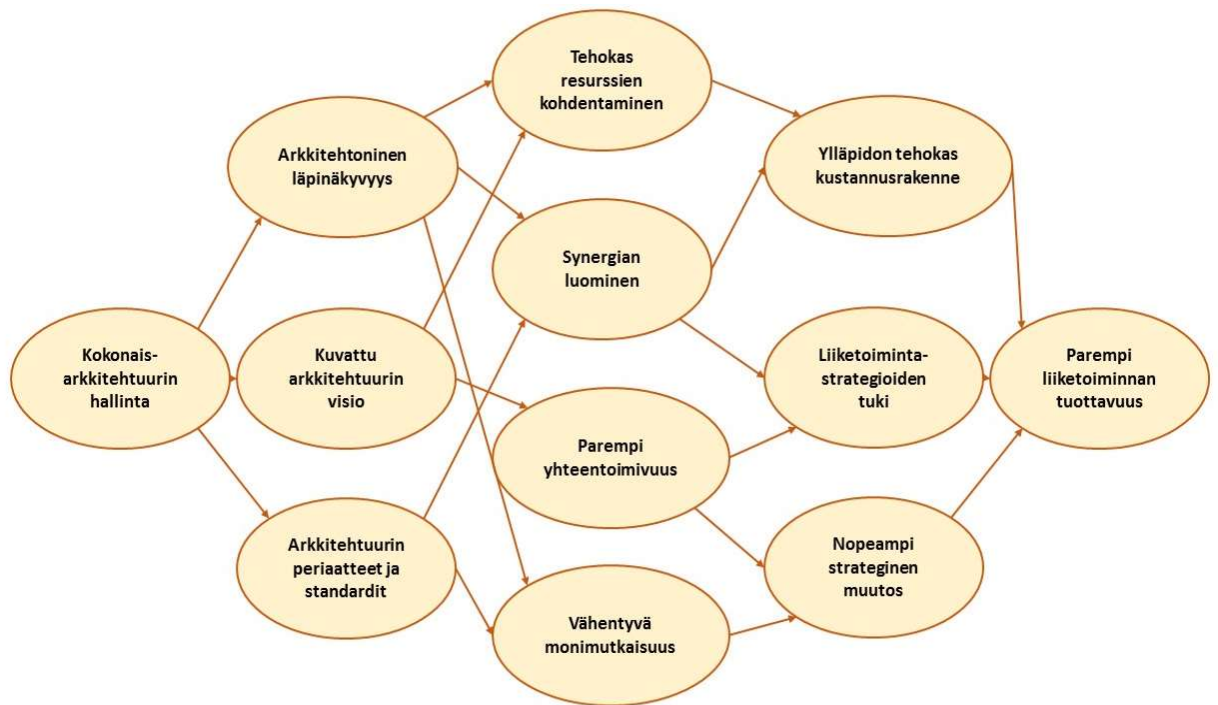 Tehokas
resurssien
kohdentaminen
Arkkitehtoninen
läpinäkyvyys
Ylläpidon tehokas
kustannusrakenne
Synergian
luominen
Kokonais-
arkkitehtuurin
hallinta
Kuvattu
arkkitehtuurin
visio
Liiketoiminta-
strategioiden
tuki
Parempi
liiketoiminnan
tuottavuus
Parempi
yhteentoimivuus
Arkkitehtuurin
periaatteet ja
standardit
Nopeampi
strateginen
muutos
Vähentyvä
monimutkaisuus